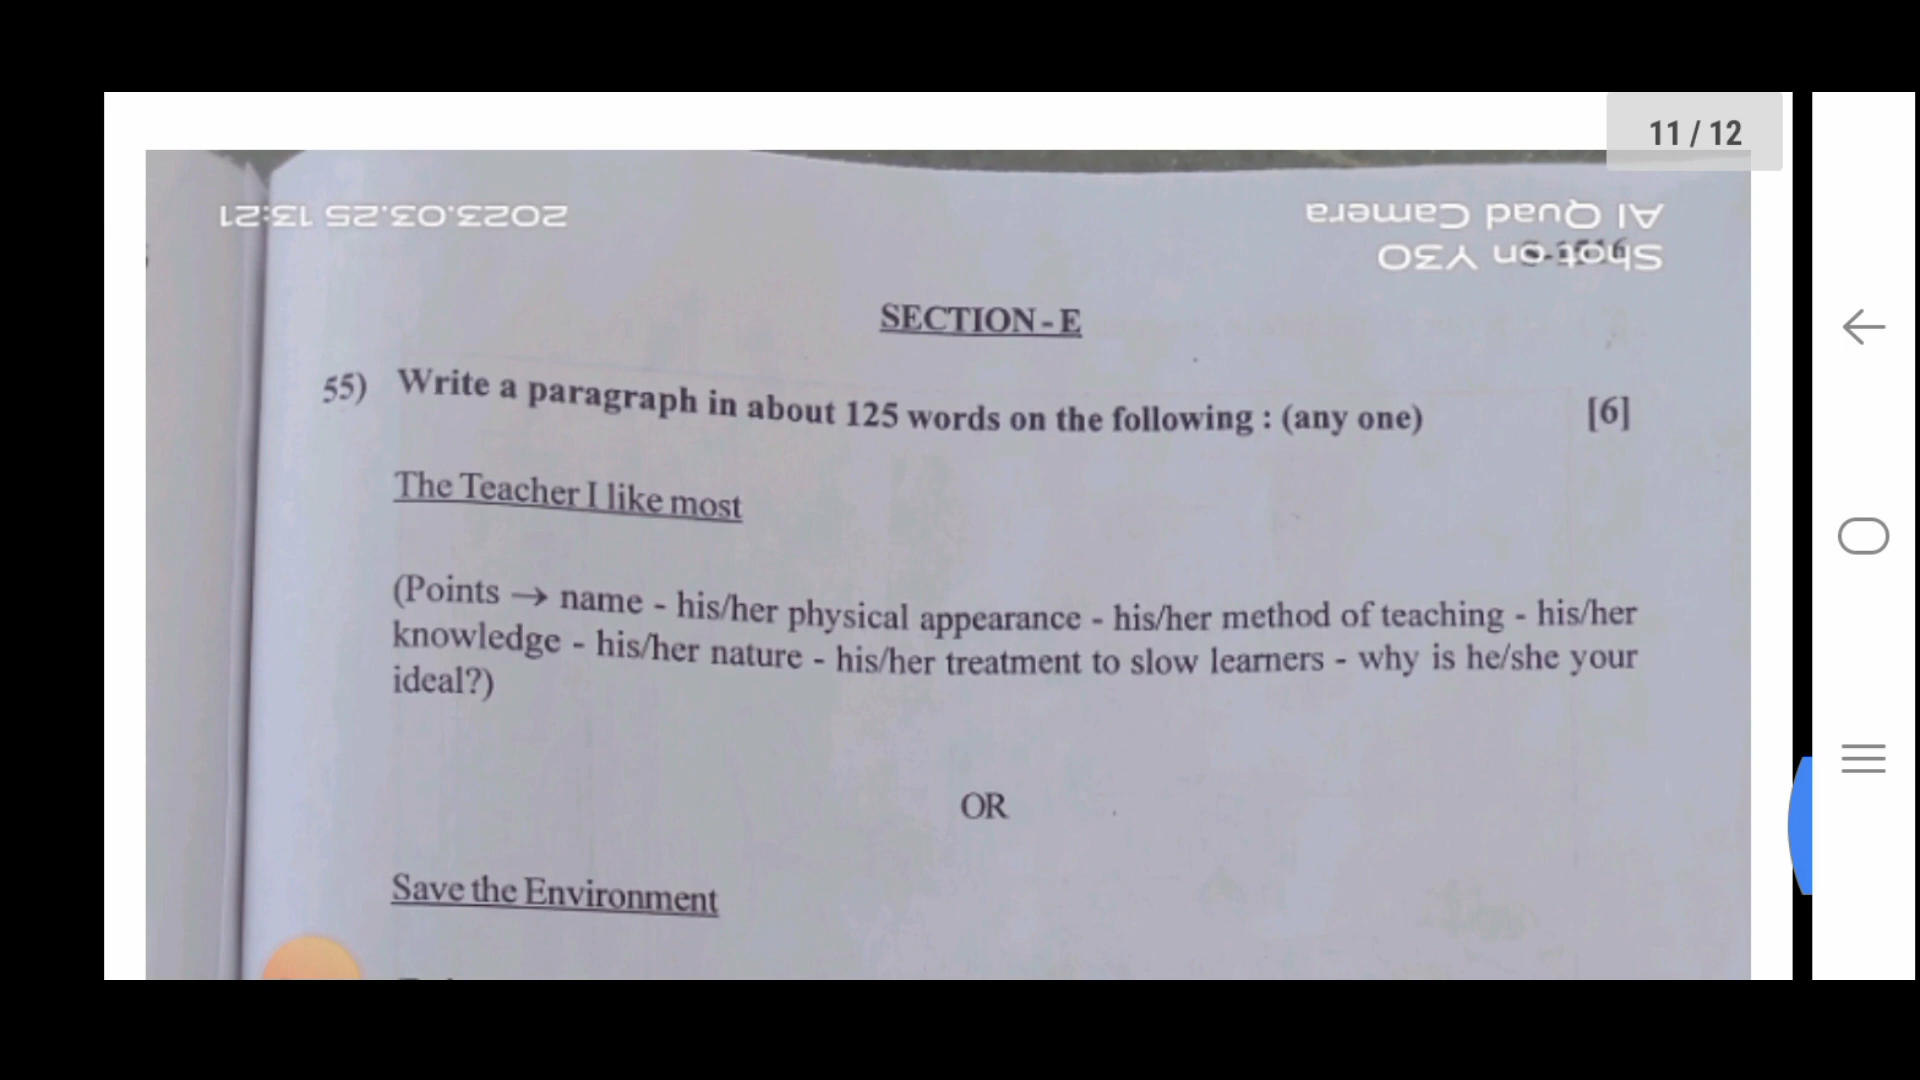 11 / 12
2023.03.25 13:21
Shot on Y30
AI Quad Camera
SECTION - E
55) Write a paragraph in about 125 words on the following : (any one) [6]
The Teacher I like most
(Points → name - his/her physical appearance - his/her method of teaching - his/her
knowledge - his/her nature - his/her treatment to slow learners - why is he/she your
ideal?)
OR
Save the Environment